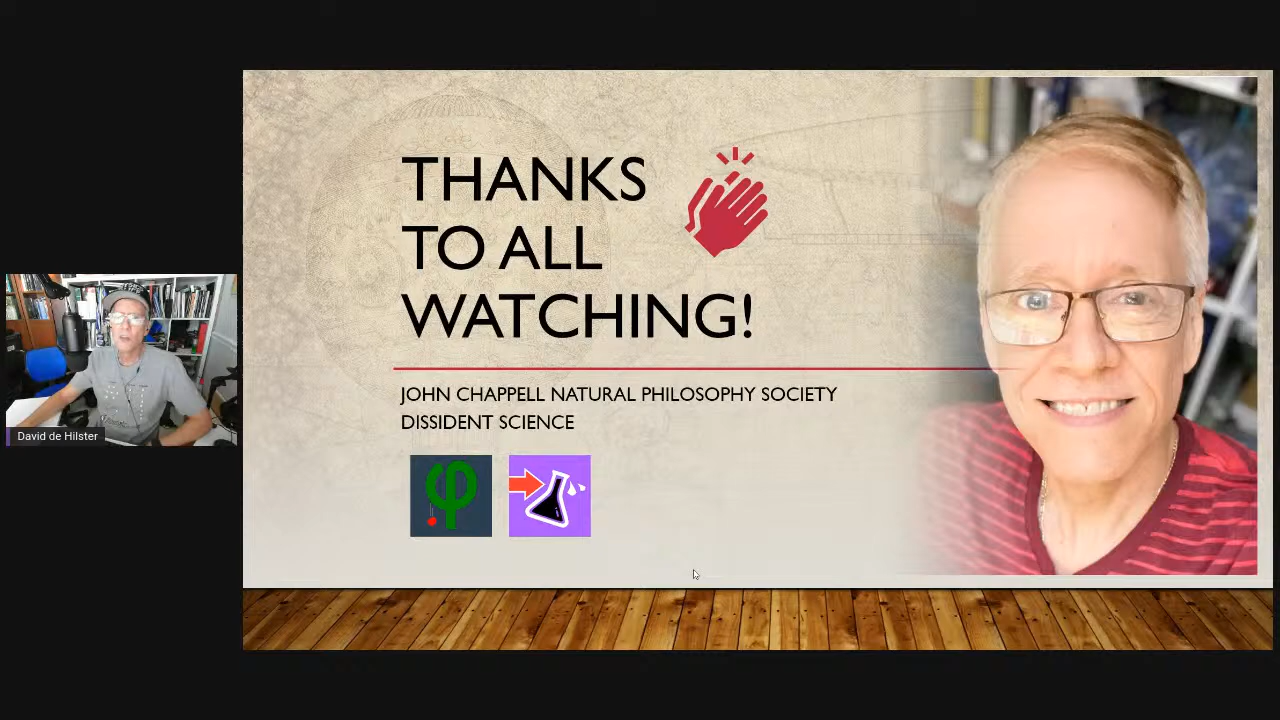 THANKS
TO ALL
WATCHING!
JOHN CHAPPELL NATURAL PHILOSOPHY SOCIETY
DISSIDENT SCIENCE
φ
David de Hilster